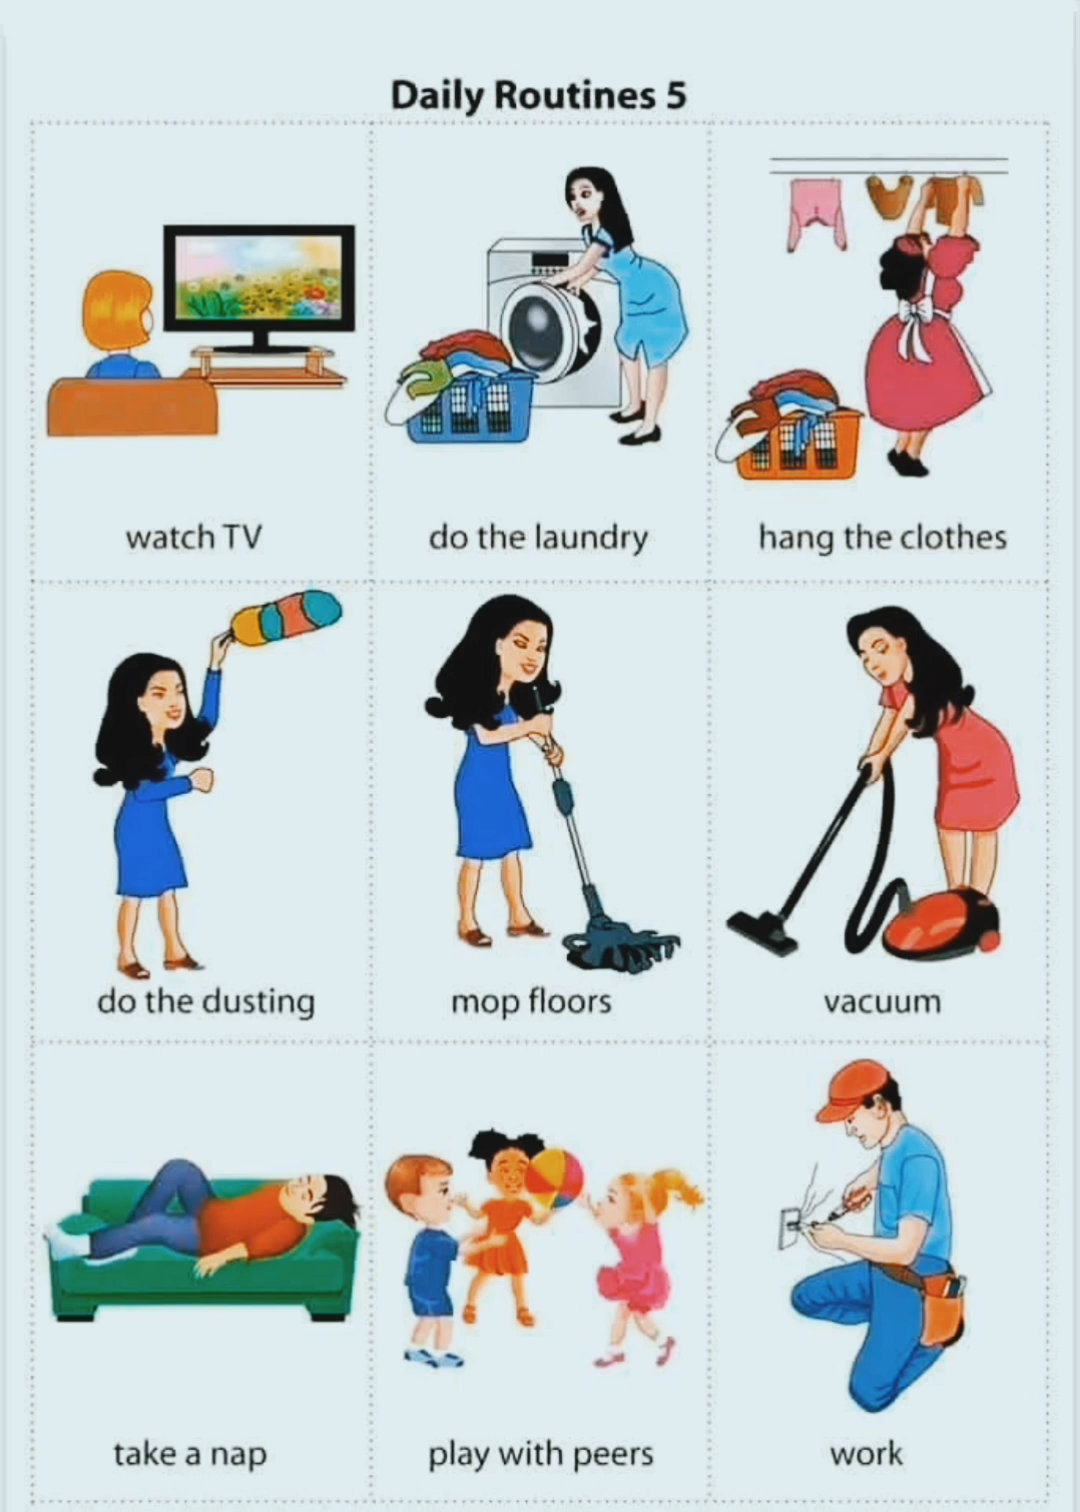 Daily Routines 5
watch TV
do the laundry
hang the clothes
do the dusting
mop floors
vacuum
take a nap
play with peers
work